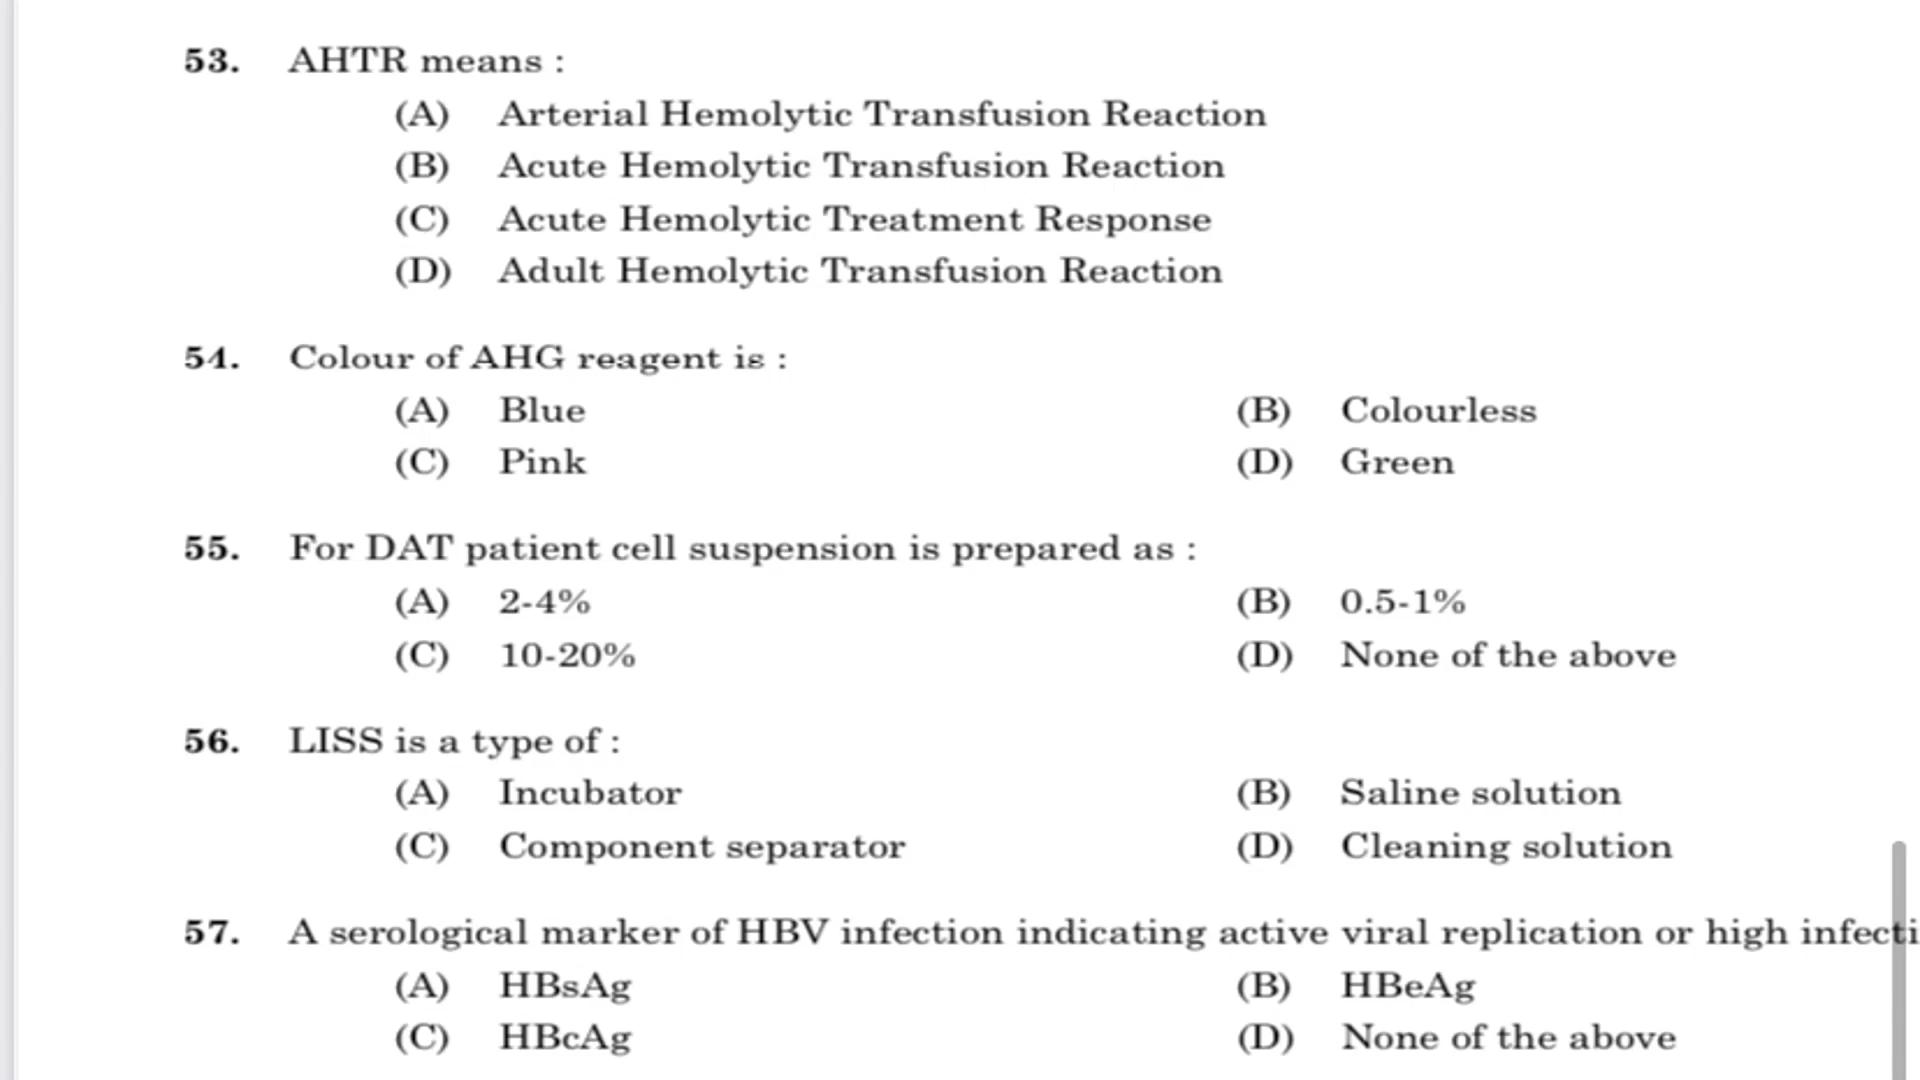 53. AHTR means :
(A) Arterial Hemolytic Transfusion Reaction
(B) Acute Hemolytic Transfusion Reaction
(C) Acute Hemolytic Treatment Response
(D) Adult Hemolytic Transfusion Reaction
54. Colour of AHG reagent is :
(A) Blue (B) Colourless
(C) Pink (D) Green
55. For DAT patient cell suspension is prepared as :
(A) 2-4% (B) 0.5-1%
(C) 10-20% (D) None of the above
56. LISS is a type of :
(A) Incubator (B) Saline solution
(C) Component separator (D) Cleaning solution
57. A serological marker of HBV infection indicating active viral replication or high infecti
(A) HBsAg (B) HBeAg
(C) HBcAg (D) None of the above